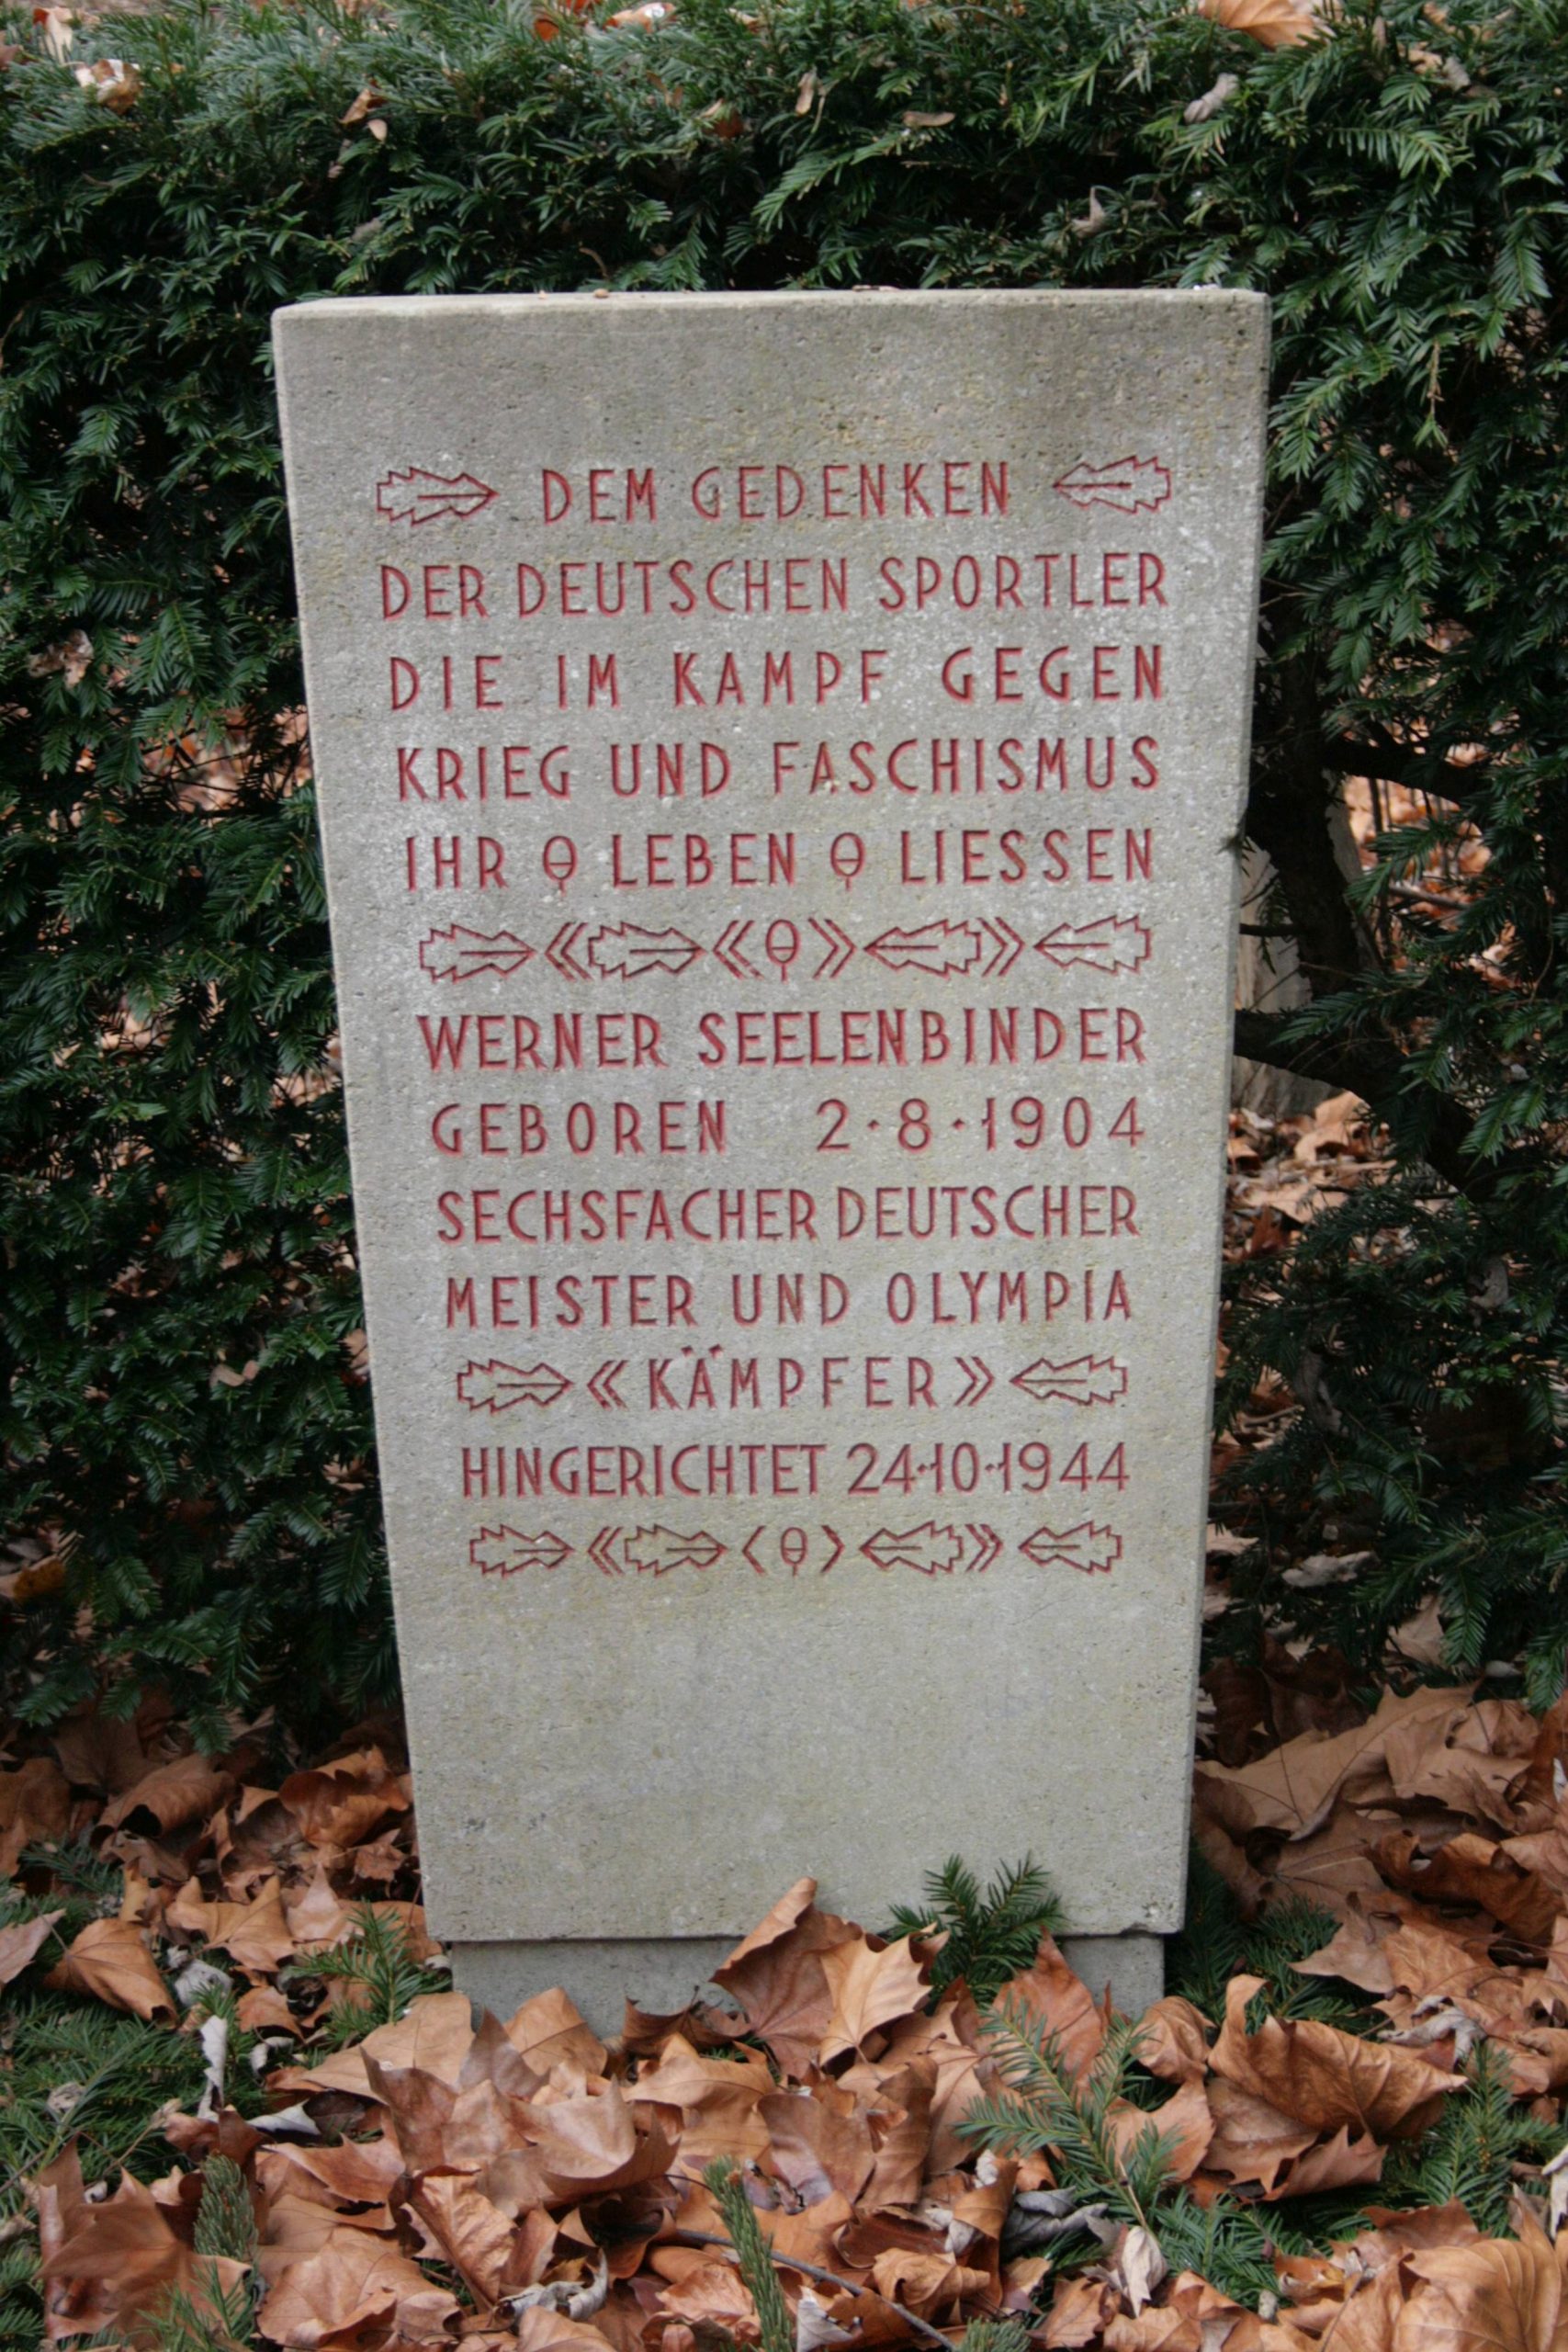 DEM GEDENKEN
DER DEUTSCHEN SPORTLER
DIE IM KAMPF GEGEN
KRIEG UND FASCHISMUS
IHR LEBEN LIESSEN
WERNER SEELENBINDER
GEBOREN 2·8·1904
SECHSFACHER DEUTSCHER
MEISTER UND OLYMPIA
KÄMPFER
HINGERICHTET 24·10·1944